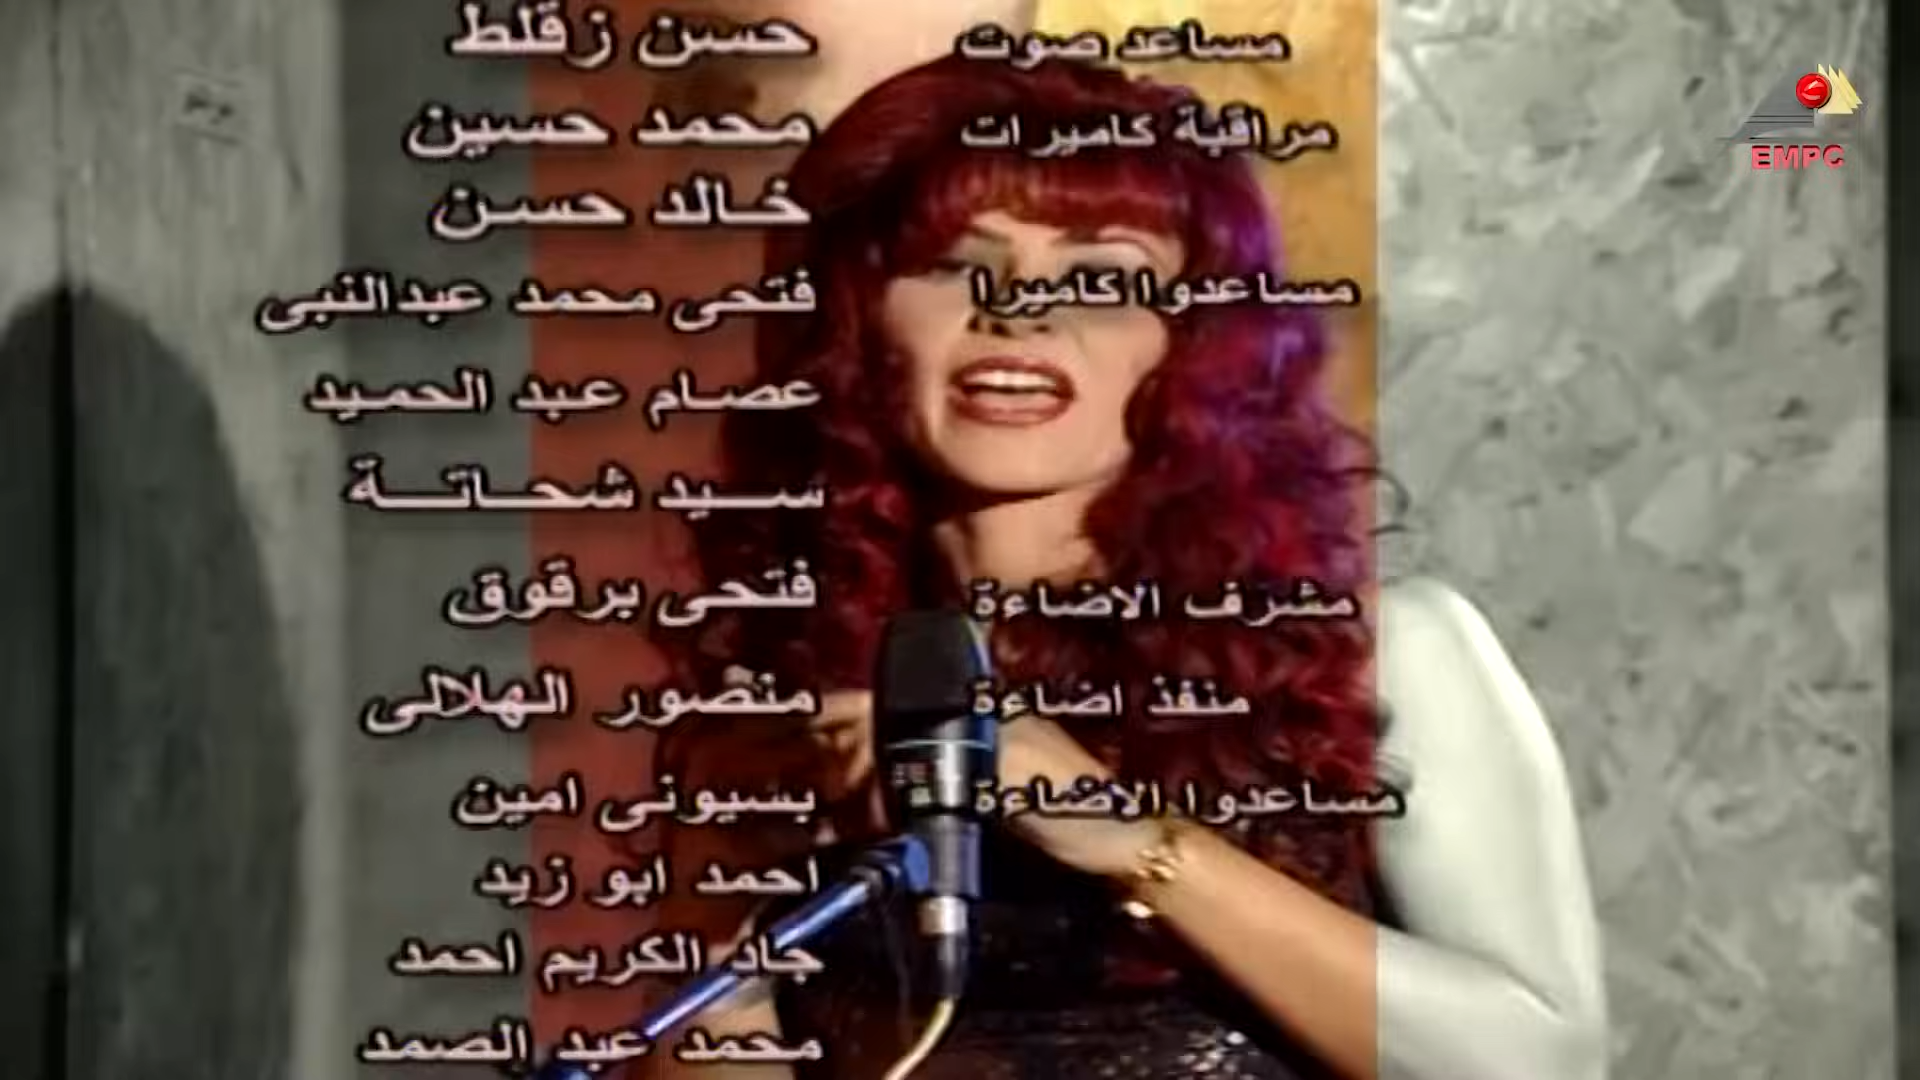 مساعد صوت حسن زقلط
مراقبة كاميرات محمد حسين
خالد حسن
مساعدوا كاميرا فتحى محمد عبدالنبى
عصام عبد الحميد
سيد شحاتة
مشرف الاضاءة فتحى برقوق
منفذ اضاءة منصور الهلالى
مساعدوا الاضاءة بسيونى امين
احمد ابو زيد
جاد الكريم احمد
محمد عبد الصمد
EMPC